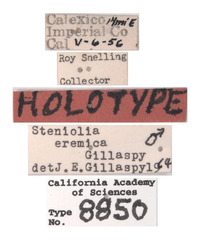 Calexico 14mi E
Imperial Co
Cal V-6-56
Roy Snelling
Collector
HOLOTYPE
Steniolia ♂
eremica
Gillaspy
det J.E.Gillaspy
California Academy
of Sciences
Type
No. 8850